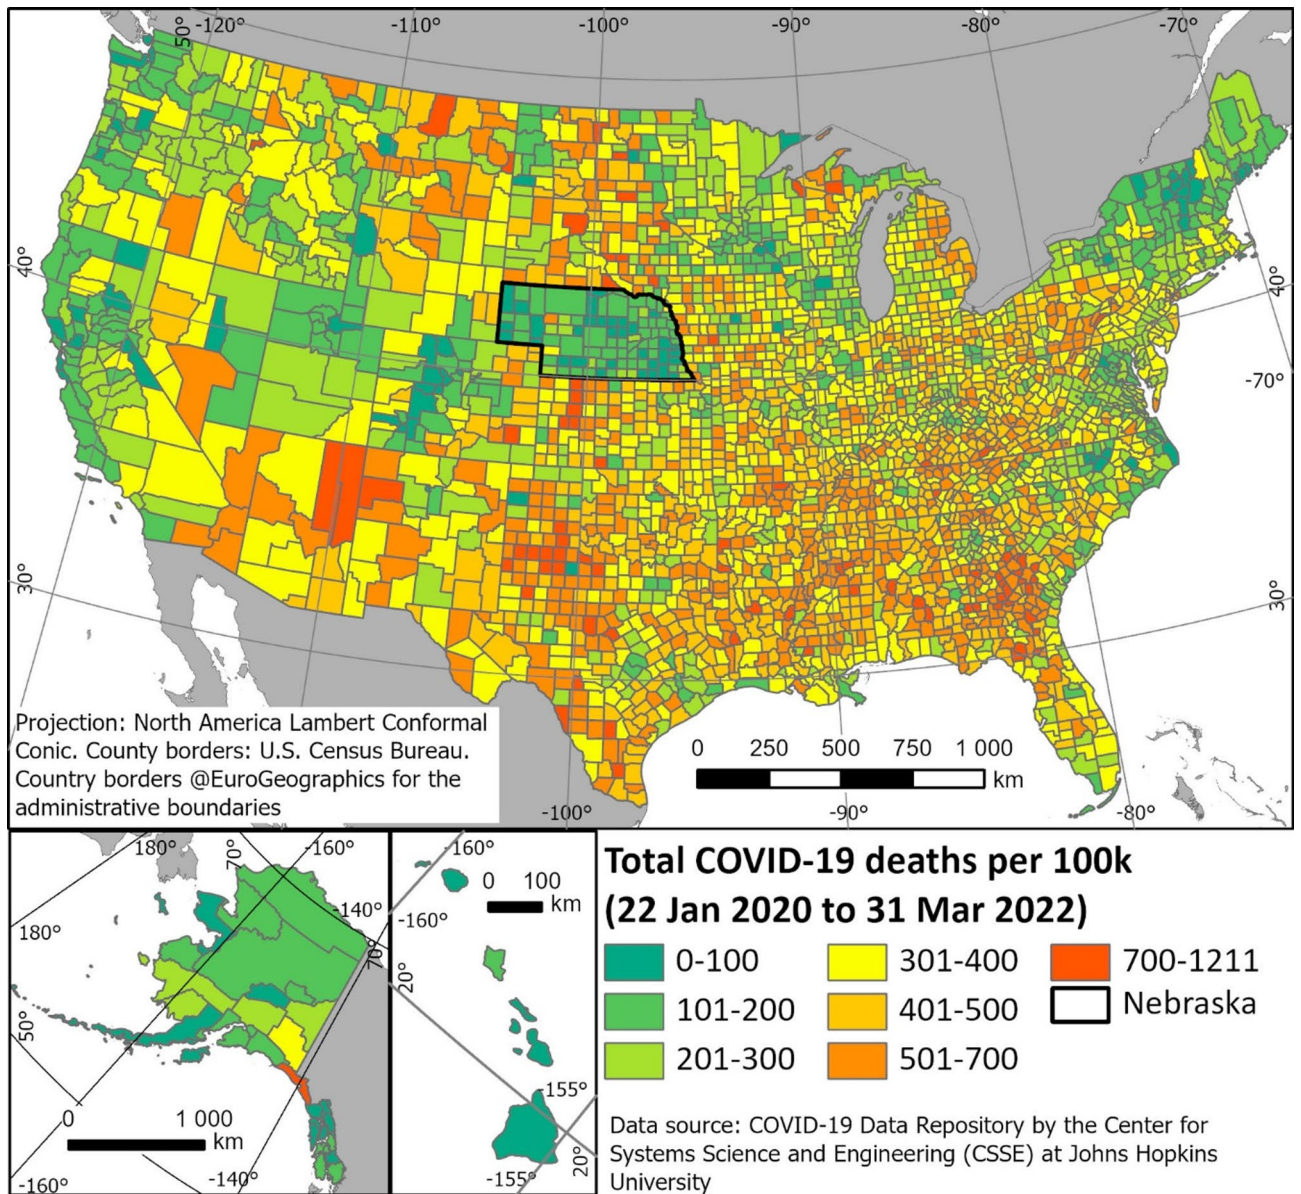 50° -120° -110° -100° -90° -80° -70°
40°
40°
-70°
30°
30°
Projection: North America Lambert Conformal
Conic. County borders: U.S. Census Bureau.
Country borders @EuroGeographics for the
administrative boundaries
0 250 500 750 1 000
km
-100° -90° -80°
180° 70° -160°
-140°
180°
70°
50°
0 1 000
km
-160° -140°
-160°
0 100
km
-160°
20°
-155°
-155° 20°
Total COVID-19 deaths per 100k
(22 Jan 2020 to 31 Mar 2022)
0-100 301-400 700-1211
101-200 401-500 Nebraska
201-300 501-700
Data source: COVID-19 Data Repository by the Center for
Systems Science and Engineering (CSSE) at Johns Hopkins
University